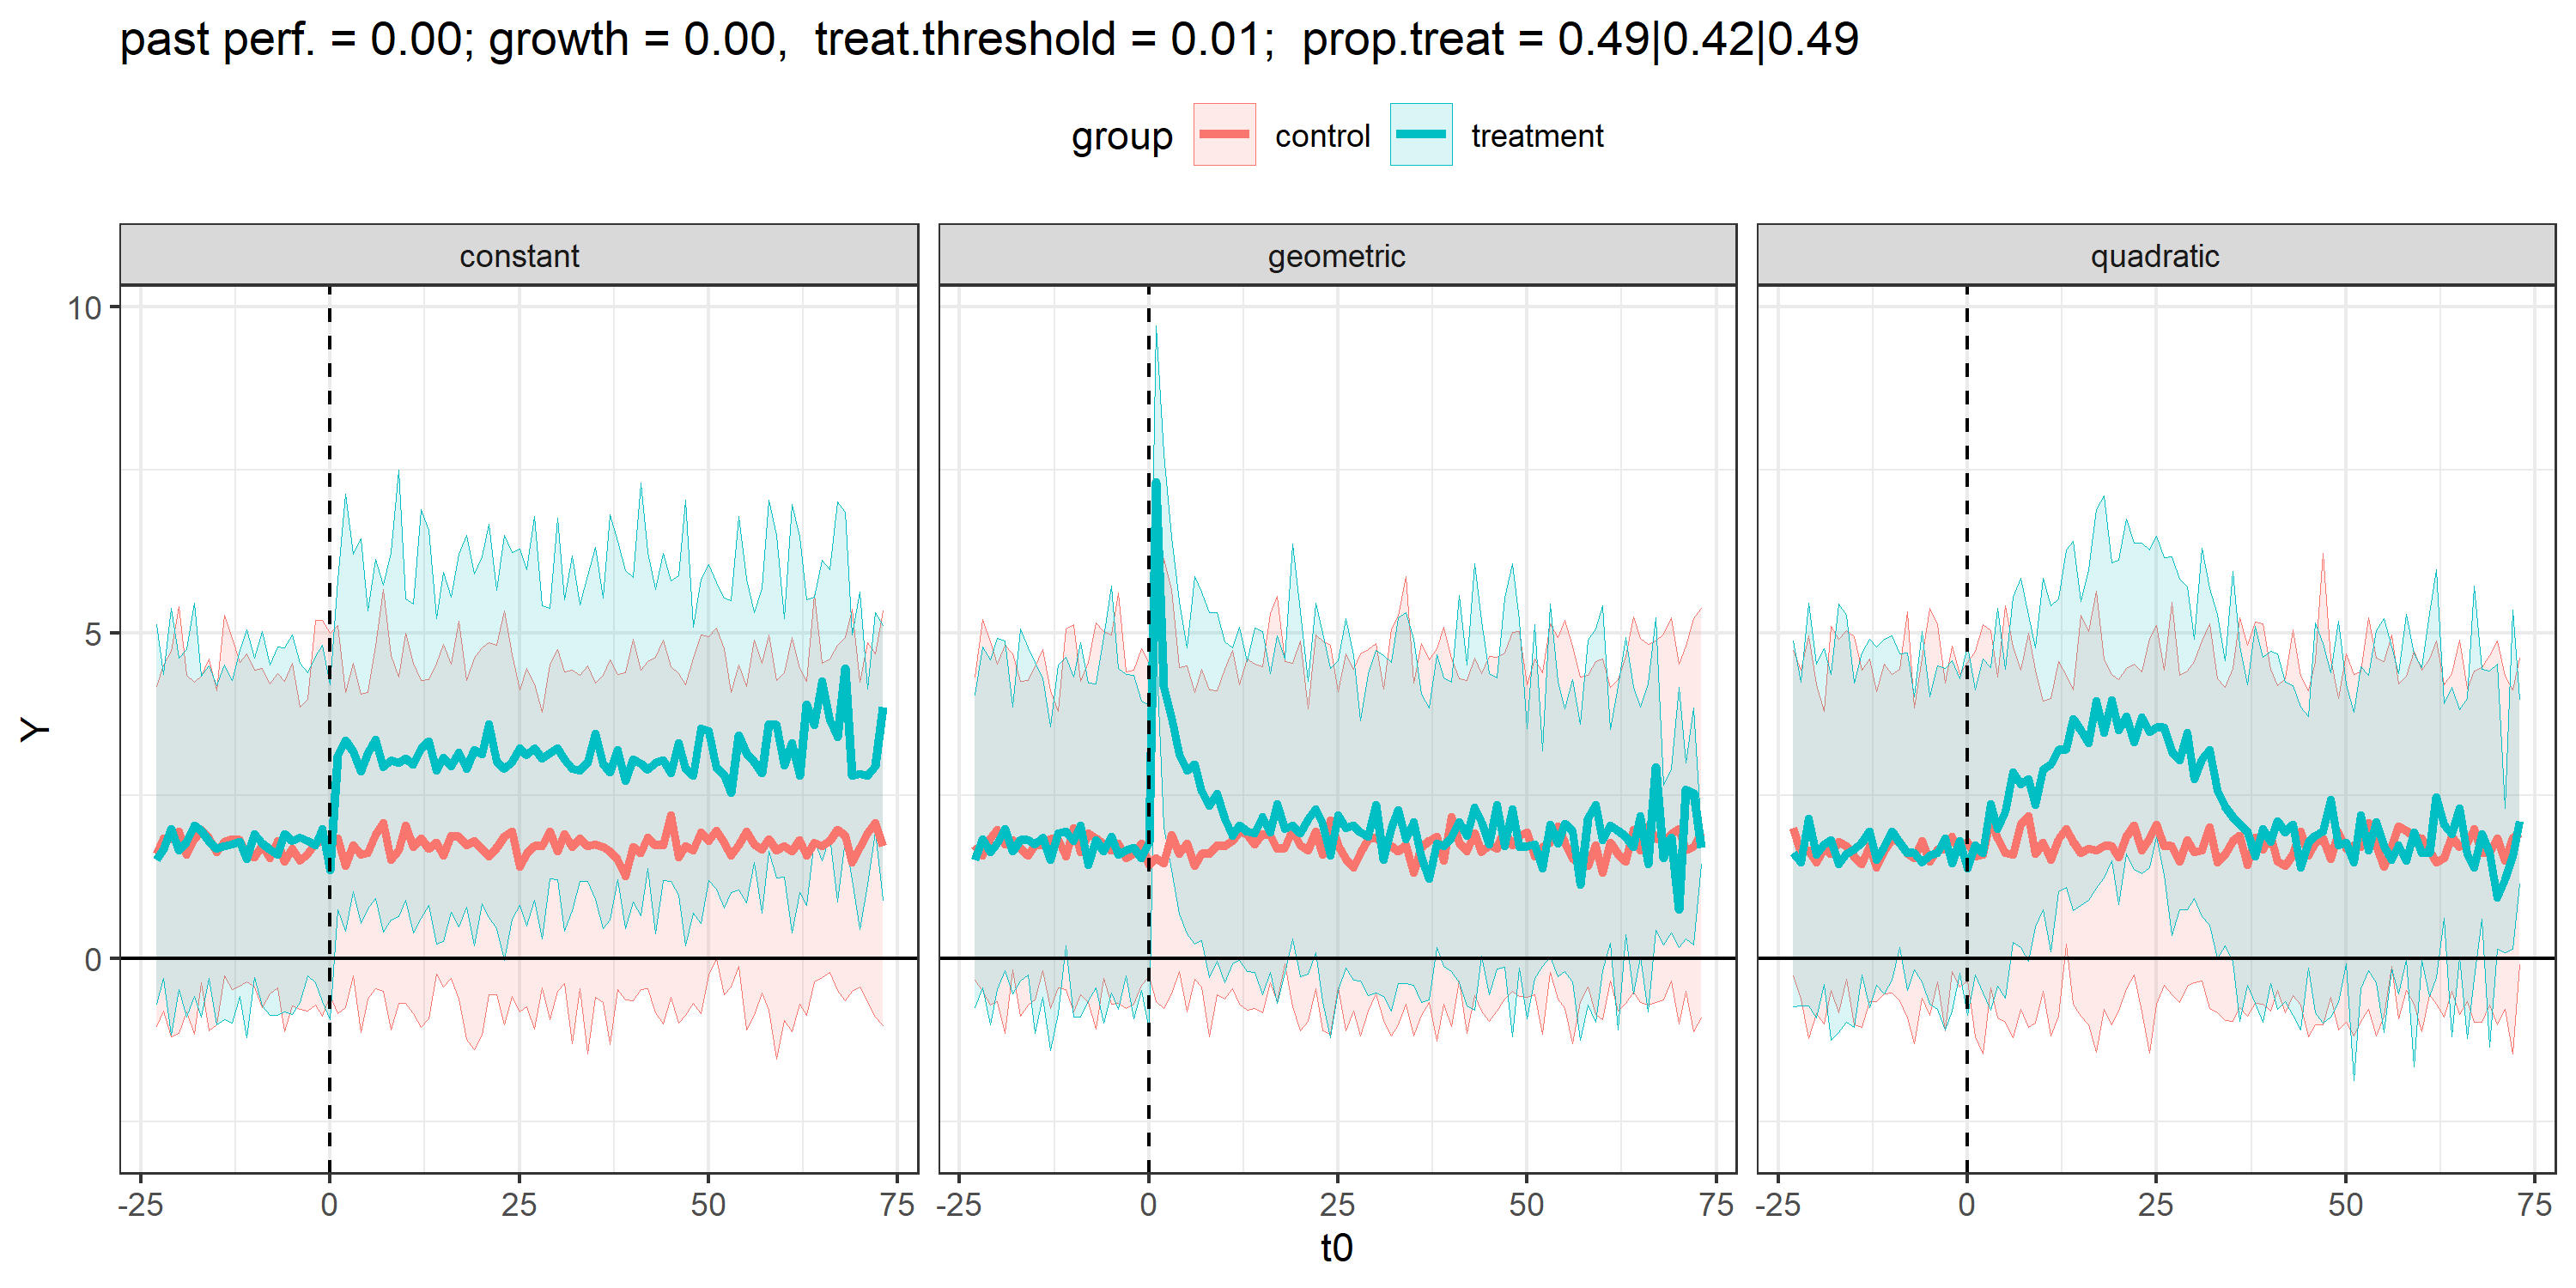 past perf. = 0.00; growth = 0.00,  treat.threshold = 0.01;  prop.treat = 0.49|0.42|0.49
group control treatment
constant geometric quadratic
10
5
0
Y
-25 0 25 50 75 -25 0 25 50 75 -25 0 25 50 75
t0